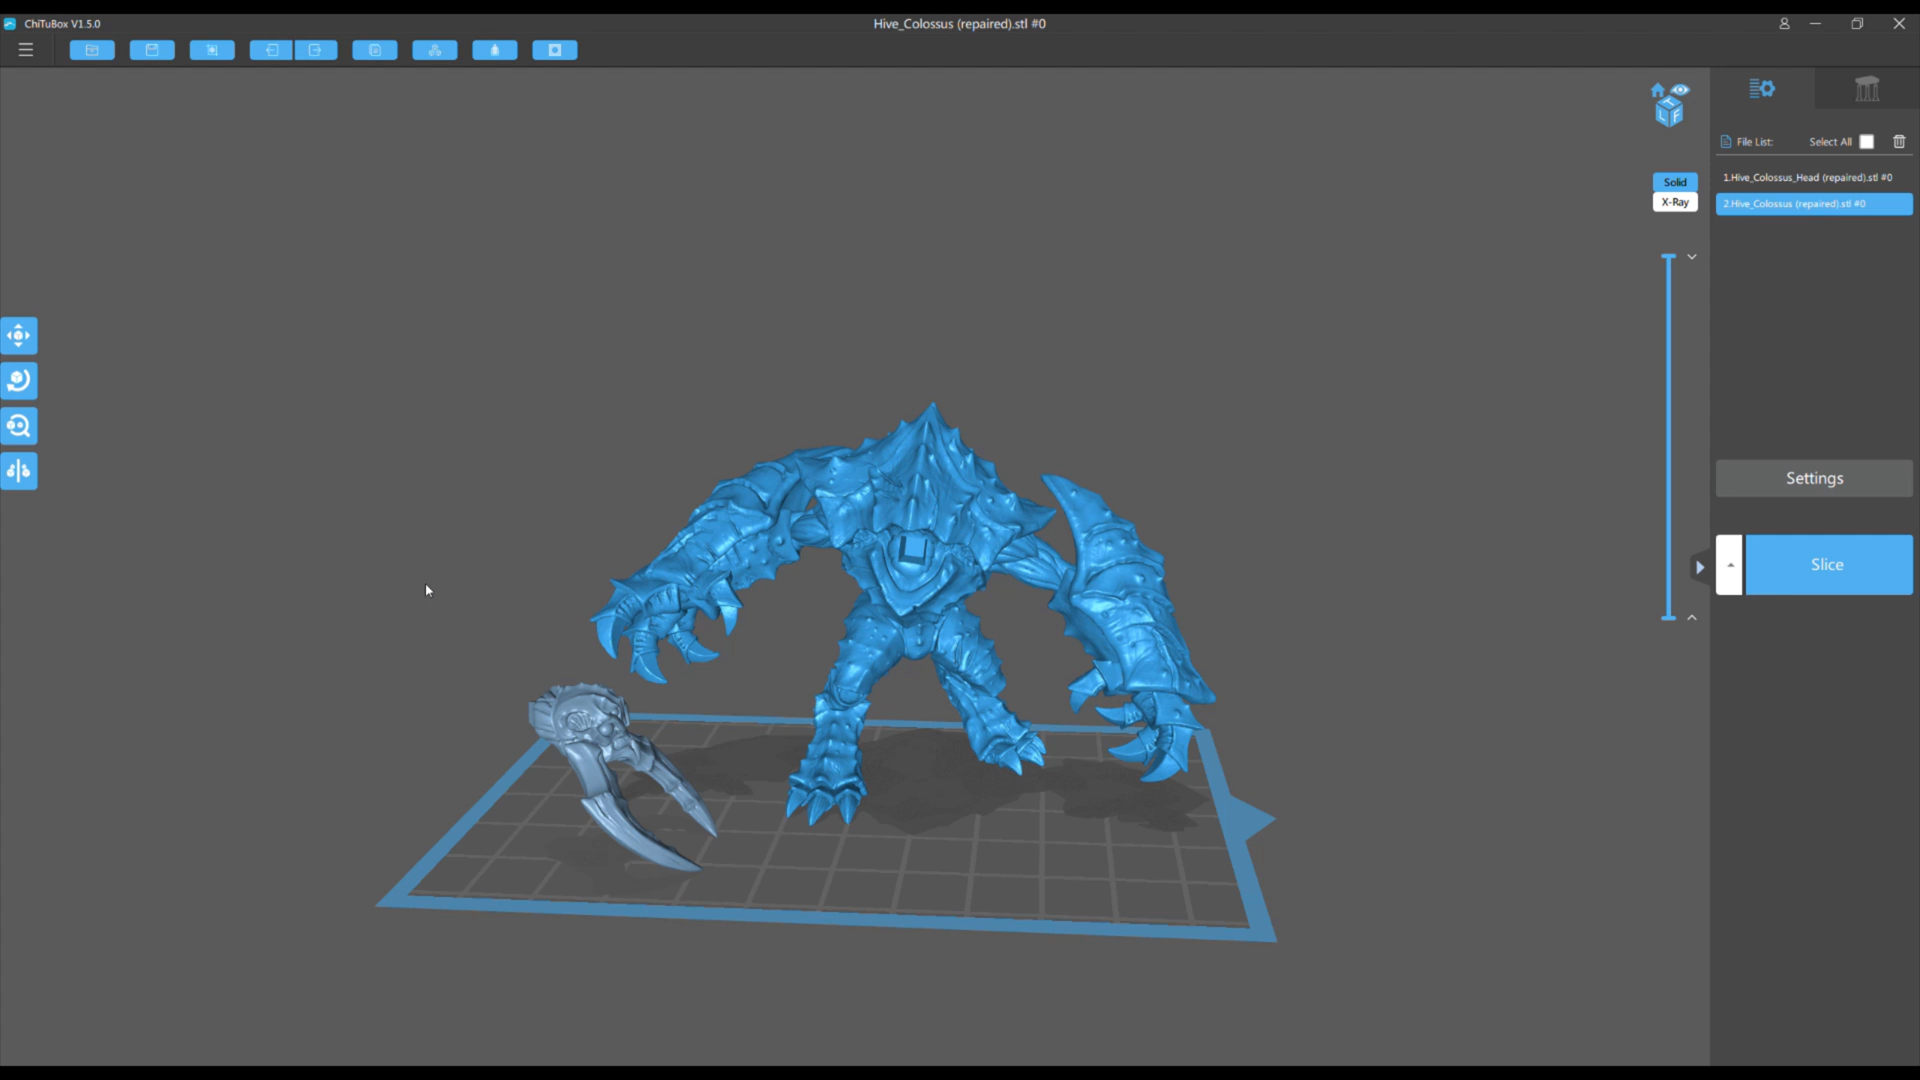 ChiTuBox V1.5.0
Hive_Colossus (repaired).stl #0
T
L F
File List:
Select All
1.Hive_Colossus_Head (repaired).stl #0
Solid
2.Hive_Colossus (repaired).stl #0
X-Ray
Settings
Slice